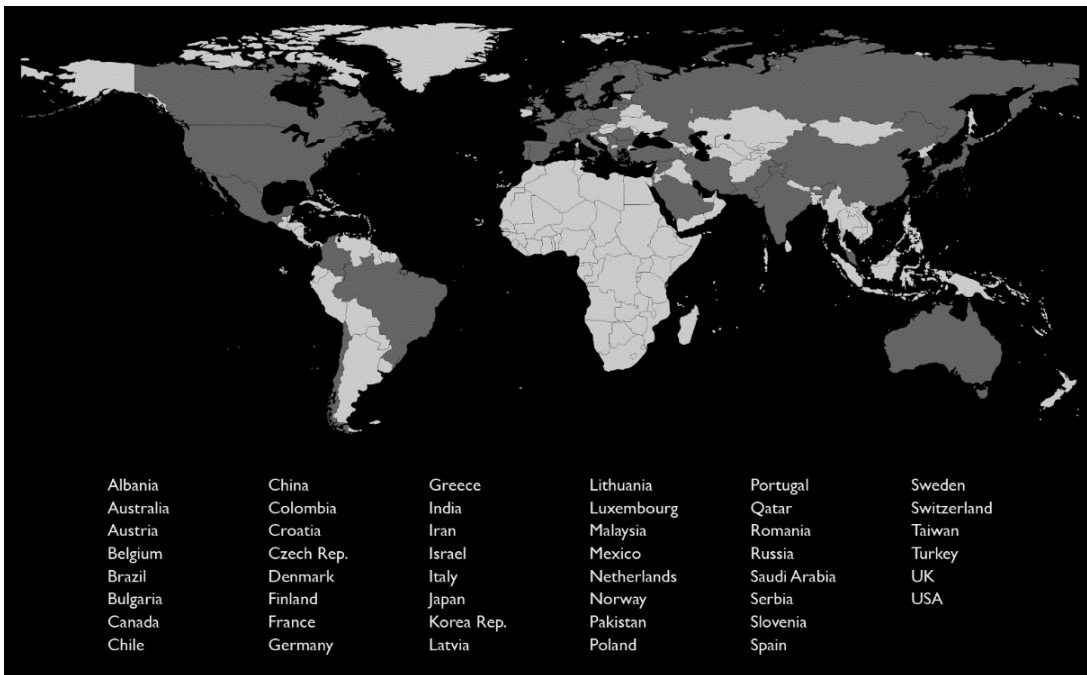 Albania
Australia
Austria
Belgium
Brazil
Bulgaria
Canada
Chile
China
Colombia
Croatia
Czech Rep.
Denmark
Finland
France
Germany
Greece
India
Iran
Israel
Italy
Japan
Korea Rep.
Latvia
Lithuania
Luxembourg
Malaysia
Mexico
Netherlands
Norway
Pakistan
Poland
Portugal
Qatar
Romania
Russia
Saudi Arabia
Serbia
Slovenia
Spain
Sweden
Switzerland
Taiwan
Turkey
UK
USA